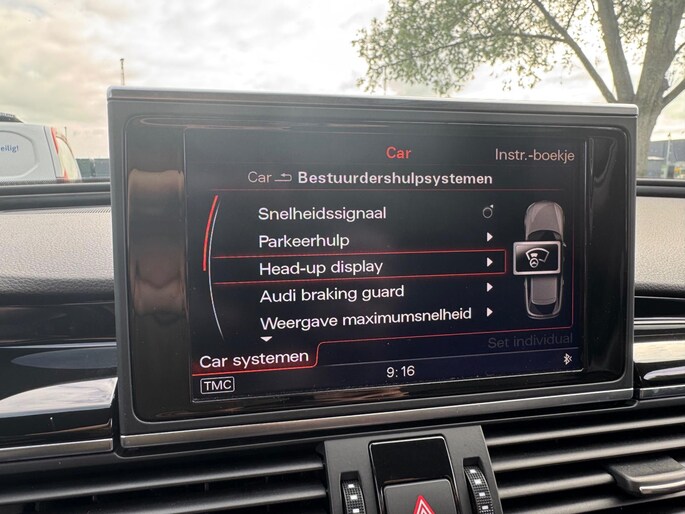 eilig!
Car
Instr.-boekje
Car Bestuurdershulpsystemen
Snelheidssignaal
Parkeerhulp
Head-up display
Audi braking guard
Weergave maximumsnelheid
Set individual
Car systemen
TMC
9:16